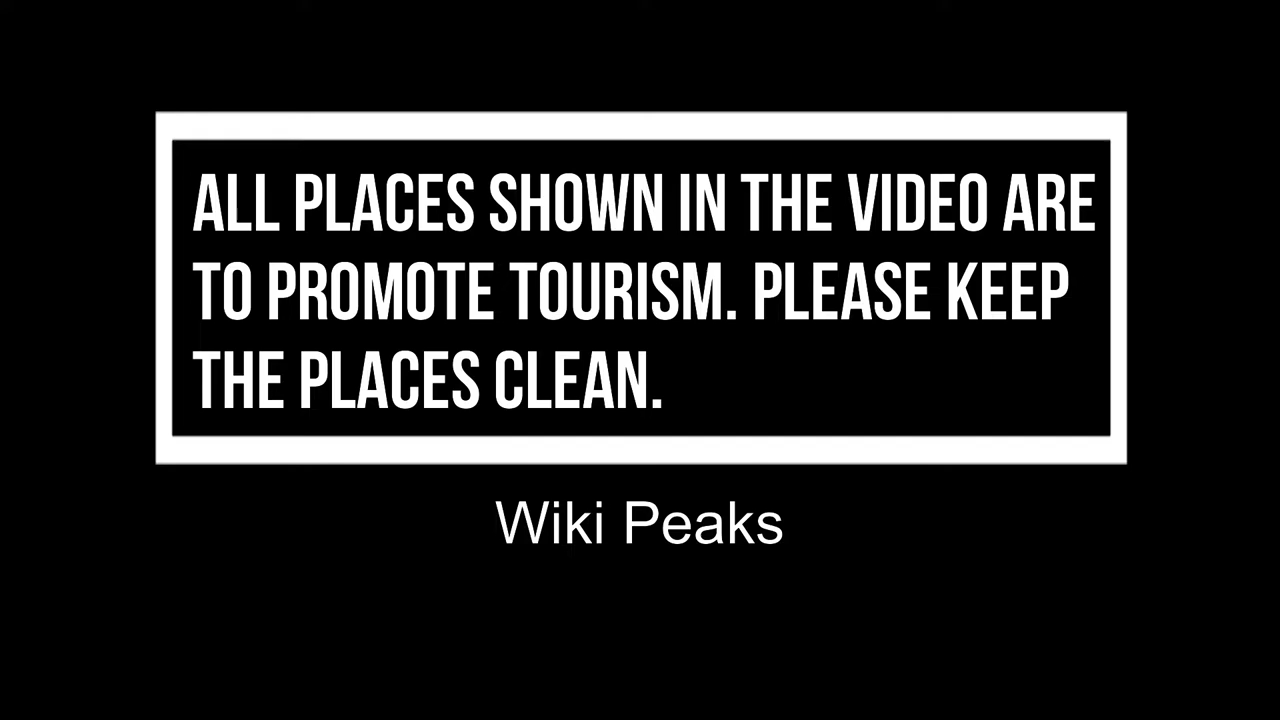 ALL PLACES SHOWN IN THE VIDEO ARE
TO PROMOTE TOURISM. PLEASE KEEP
THE PLACES CLEAN.
Wiki Peaks